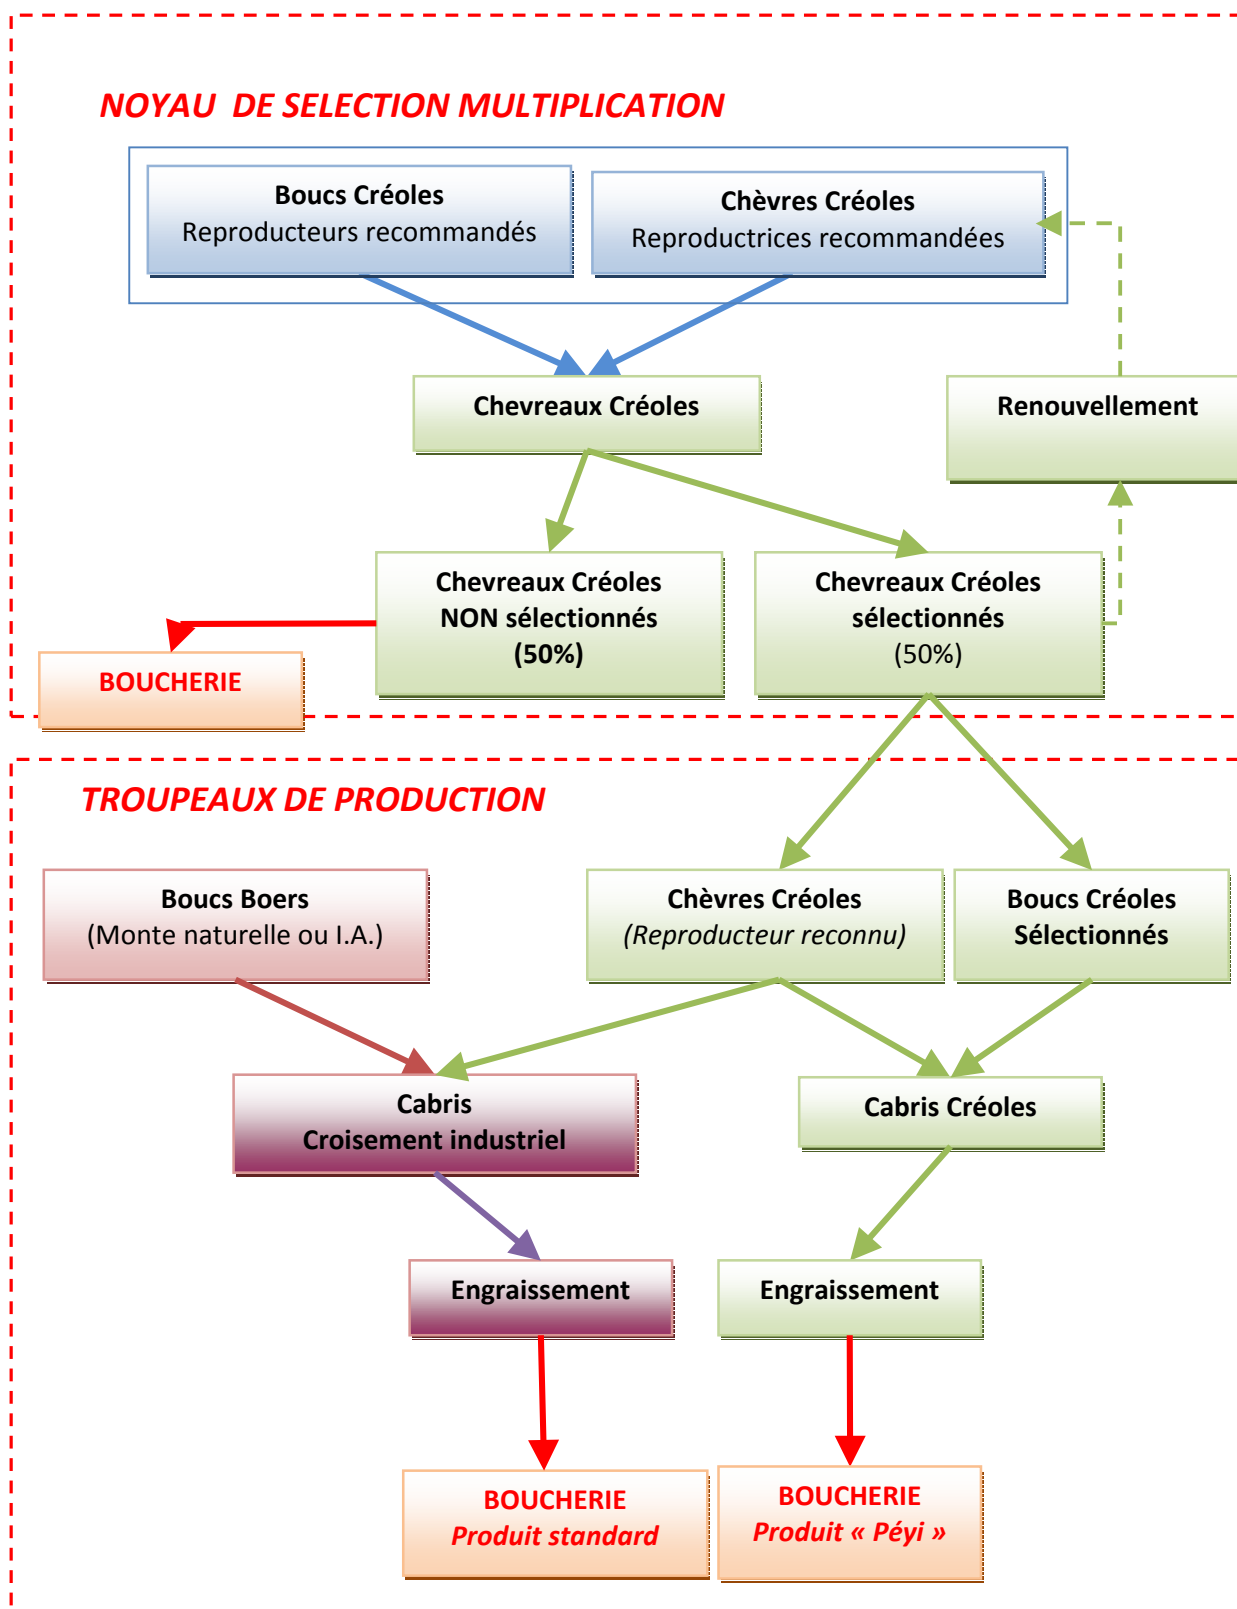 NOYAU DE SELECTION MULTIPLICATION
Boucs Créoles
Reproducteurs recommandés
Chèvres Créoles
Reproductrices recommandées
Chevreaux Créoles
Renouvellement
Chevreaux Créoles
NON sélectionnés
(50%)
Chevreaux Créoles
sélectionnés
(50%)
BOUCHERIE
TROUPEAUX DE PRODUCTION
Boucs Boers
(Monte naturelle ou I.A.)
Chèvres Créoles
(Reproducteur reconnu)
Boucs Créoles
Sélectionnés
Cabris
Croisement industriel
Cabris Créoles
Engraissement
Engraissement
BOUCHERIE
Produit standard
BOUCHERIE
Produit « Péyi »